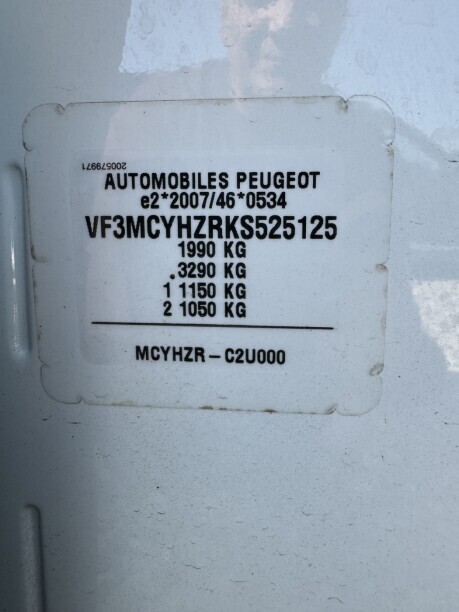 200579971
AUTOMOBILES PEUGEOT
e2*2007/46*0534
VF3MCYHZRKS525125
1990 KG
.3290 KG
1 1150 KG
2 1050 KG
MCYHZR - C2U000